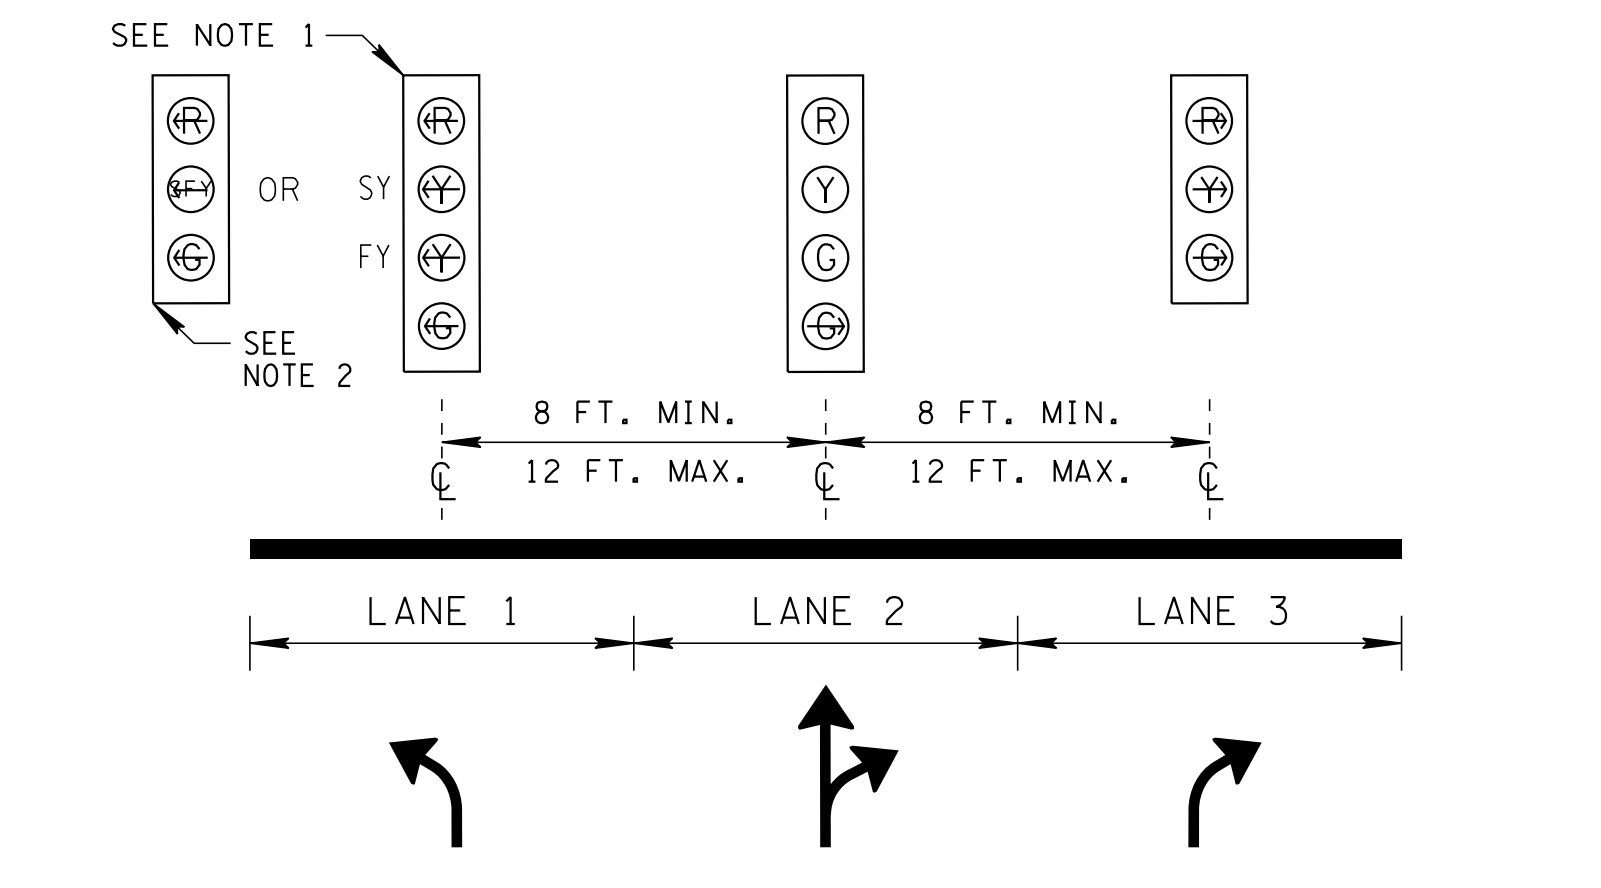 SEE NOTE 1
R
R
R
R
SFY
OR
SY
Y
Y
Y
G
FY
Y
G
G
G
G
SEE
NOTE 2
8 FT. MIN.
8 FT. MIN.
12 FT. MAX.
12 FT. MAX.
℄
℄
℄
LANE 1
LANE 2
LANE 3